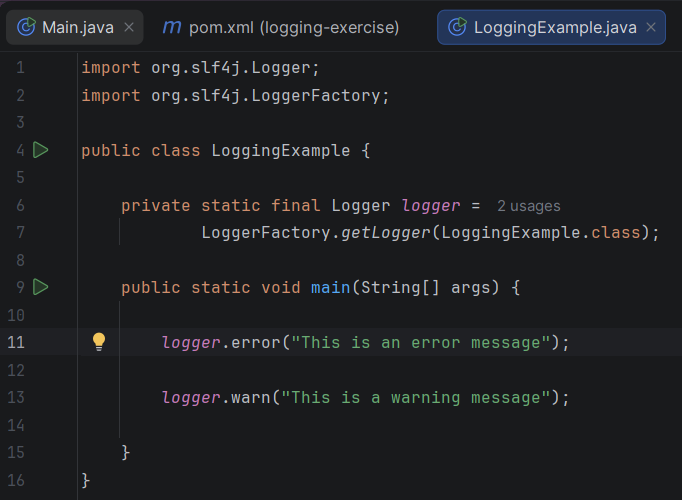 Main.java × m pom.xml (logging-exercise) LoggingExample.java ×
1 import org.slf4j.Logger;
2 import org.slf4j.LoggerFactory;
3
4 public class LoggingExample {
5
6 private static final Logger logger = 2 usages
7 LoggerFactory.getLogger(LoggingExample.class);
8
9 public static void main(String[] args) {
10
11 logger.error("This is an error message");
12
13 logger.warn("This is a warning message");
14
15 }
16 }